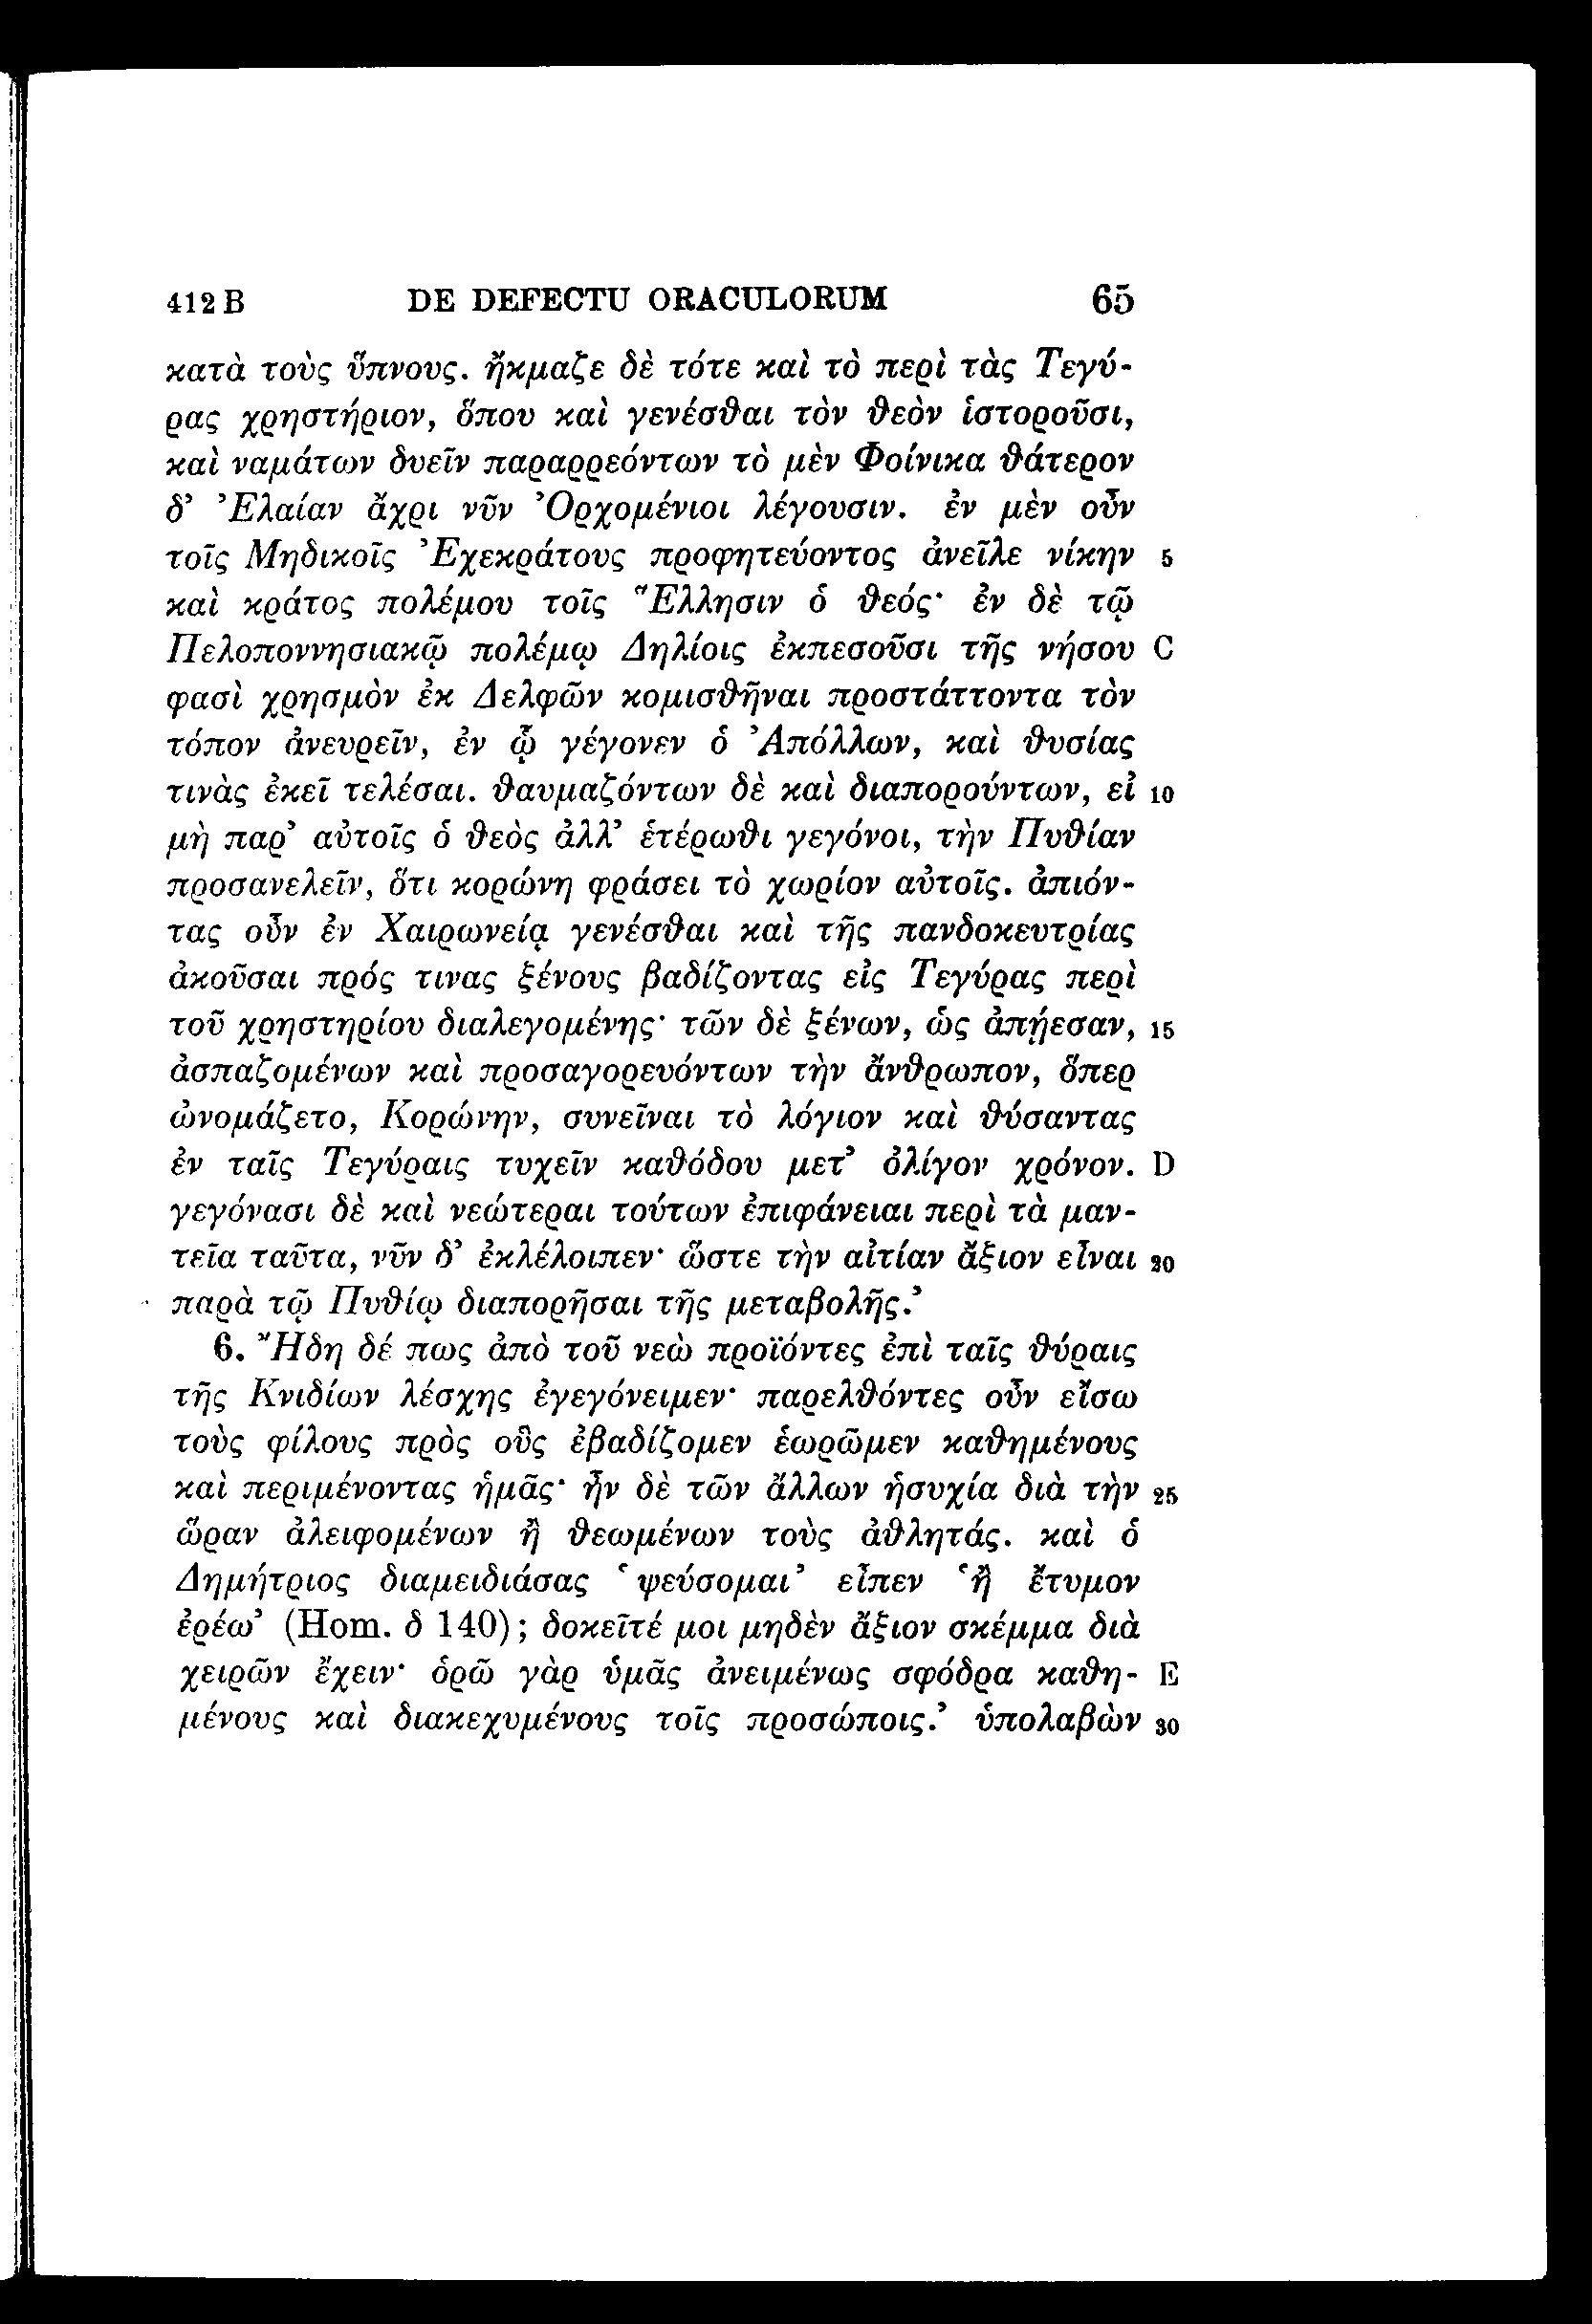 412 B DE DEFECTU ORACULORUM 65
κατὰ τοὺς ὕπνους. ἤκμαζε δὲ τότε καὶ τὸ περὶ τὰς Τεγύ-
ρας χρηστήριον, ὅπου καὶ γενέσθαι τὸν θεὸν ἱστοροῦσι,
καὶ ναμάτων δυεῖν παραρρεόντων τὸ μὲν Φοίνικα θάτερον
δ’ Ἐλαίαν ἄχρι νῦν Ὀρχομένιοι λέγουσιν. ἐν μὲν οὖν
τοῖς Μηδικοῖς Ἐχεκράτους προφητεύοντος ἀνεῖλε νίκην 5
καὶ κράτος πολέμου τοῖς Ἕλλησιν ὁ θεός· ἐν δὲ τῷ
Πελοποννησιακῷ πολέμῳ Δηλίοις ἐκπεσοῦσι τῆς νήσου C
φασὶ χρησμὸν ἐκ Δελφῶν κομισθῆναι προστάττοντα τὸν
τόπον ἀνευρεῖν, ἐν ᾧ γέγονεν ὁ Ἀπόλλων, καὶ θυσίας
τινὰς ἐκεῖ τελέσαι. θαυμαζόντων δὲ καὶ διαπορούντων, εἰ 10
μὴ παρ’ αὐτοῖς ὁ θεὸς ἀλλ’ ἑτέρωθι γεγόνοι, τὴν Πυθίαν
προσανελεῖν, ὅτι κορώνη φράσει τὸ χωρίον αὐτοῖς. ἀπιόν-
τας οὖν ἐν Χαιρωνείᾳ γενέσθαι καὶ τῆς πανδοκευτρίας
ἀκοῦσαι πρός τινας ξένους βαδίζοντας εἰς Τεγύρας περὶ
τοῦ χρηστηρίου διαλεγομένης· τῶν δὲ ξένων, ὡς ἀπῄεσαν, 15
ἀσπαζομένων καὶ προσαγορευόντων τὴν ἄνθρωπον, ὅπερ
ὠνομάζετο, Κορώνην, συνεῖναι τὸ λόγιον καὶ θύσαντας
ἐν ταῖς Τεγύραις τυχεῖν καθόδου μετ’ ὀλίγον χρόνον. D
γεγόνασι δὲ καὶ νεώτεραι τούτων ἐπιφάνειαι περὶ τὰ μαν-
τεῖα ταῦτα, νῦν δ’ ἐκλέλοιπεν· ὥστε τὴν αἰτίαν ἄξιον εἶναι 20
παρὰ τῷ Πυθίῳ διαπορῆσαι τῆς μεταβολῆς.’
6. Ἤδη δέ πως ἀπὸ τοῦ νεὼ προϊόντες ἐπὶ ταῖς θύραις
τῆς Κνιδίων λέσχης ἐγεγόνειμεν· παρελθόντες οὖν εἴσω
τοὺς φίλους πρὸς οὓς ἐβαδίζομεν ἑωρῶμεν καθημένους
καὶ περιμένοντας ἡμᾶς· ἦν δὲ τῶν ἄλλων ἡσυχία διὰ τὴν 25
ὥραν ἀλειφομένων ἢ θεωμένων τοὺς ἀθλητάς. καὶ ὁ
Δημήτριος διαμειδιάσας ‘ψεύσομαι’ εἶπεν ‘ἢ ἔτυμον
ἐρέω’ (Hom. δ 140); δοκεῖτέ μοι μηδὲν ἄξιον σκέμμα διὰ
χειρῶν ἔχειν· ὁρῶ γὰρ ὑμᾶς ἀνειμένως σφόδρα καθη- E
μένους καὶ διακεχυμένους τοῖς προσώποις.’ ὑπολαβὼν 30